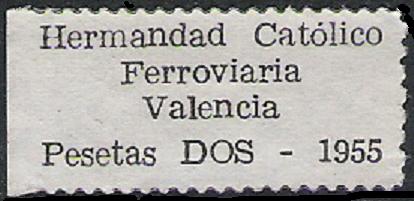 Hermandad Católico
Ferroviaria
Valencia
Pesetas DOS - 1955